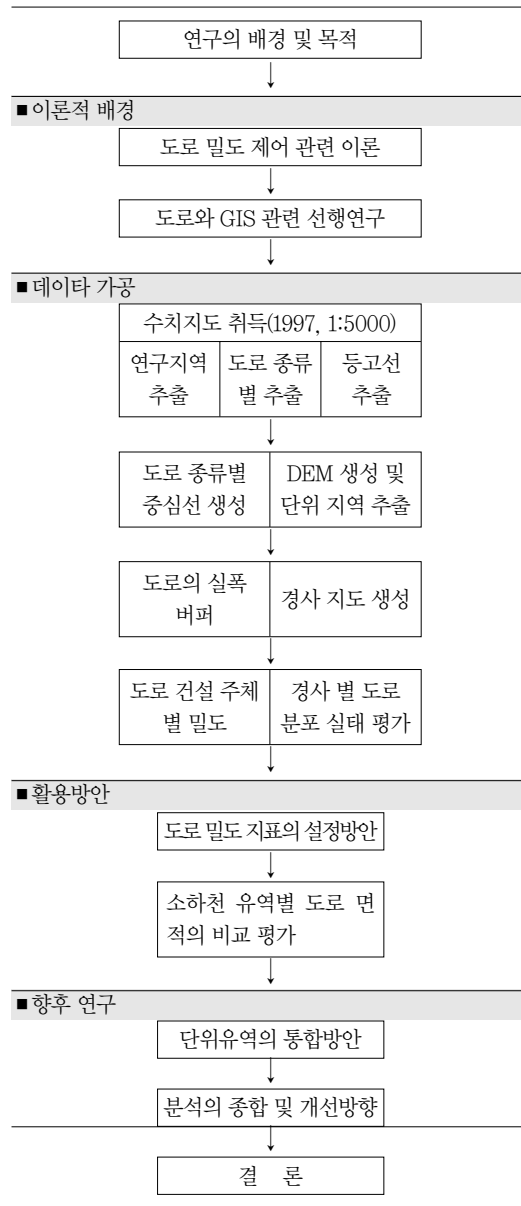 연구의 배경 및 목적
↓
■ 이론적 배경
도로 밀도 제어 관련 이론
↓
도로와 GIS 관련 선행연구
↓
■ 데이타 가공
수치지도 취득(1997, 1:5000)
연구지역
추출
도로 종류
별 추출
등고선
추출
↓
도로 종류별
중심선 생성
DEM 생성 및
단위 지역 추출
↓
도로의 실폭
버퍼
경사 지도 생성
↓
도로 건설 주체
별 밀도
경사 별 도로
분포 실태 평가
↓
■ 활용방안
도로 밀도 지표의 설정방안
↓
소하천 유역별 도로 면
적의 비교 평가
↓
■ 향후 연구
단위유역의 통합방안
↓
분석의 종합 및 개선방향
↓
결 론